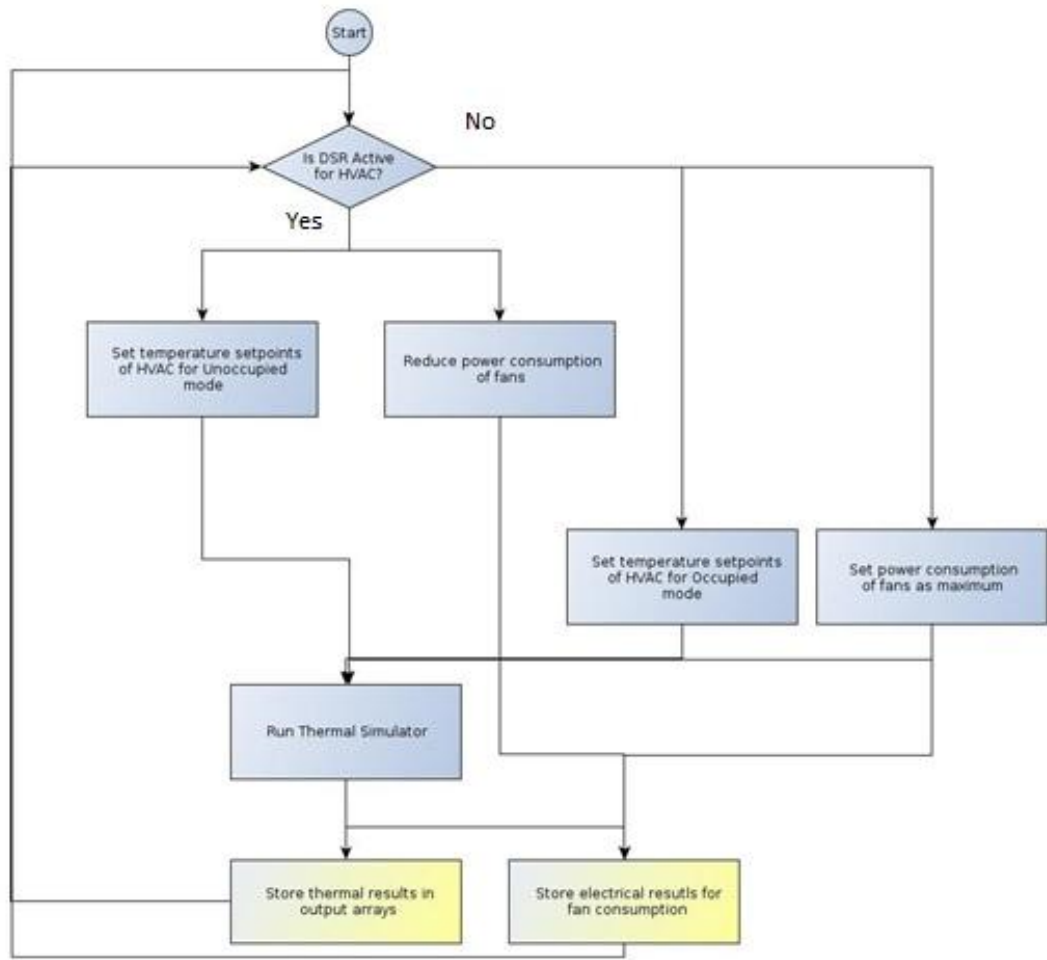 Start
No
Is DSR Active
for HVAC?
Yes
Set temperature setpoints
of HVAC for Unoccupied
mode
Reduce power consumption
of fans
Set temperature setpoints
of HVAC for Occupied
mode
Set power consumption
of fans as maximum
Run Thermal Simulator
Store thermal results in
output arrays
Store electrical resutls for
fan consumption